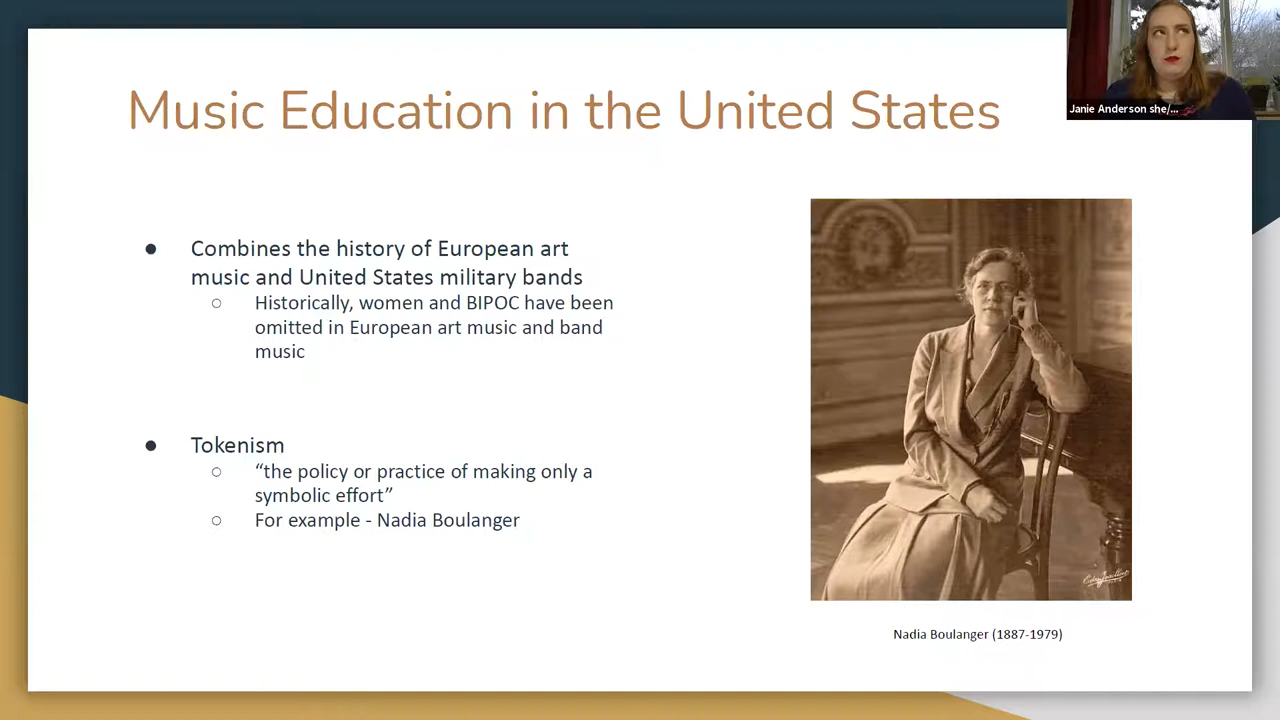 Music Education in the United States
Janie Anderson she/...
● Combines the history of European art
music and United States military bands
○ Historically, women and BIPOC have been
omitted in European art music and band
music
● Tokenism
○ “the policy or practice of making only a
symbolic effort”
○ For example - Nadia Boulanger
Nadia Boulanger (1887-1979)